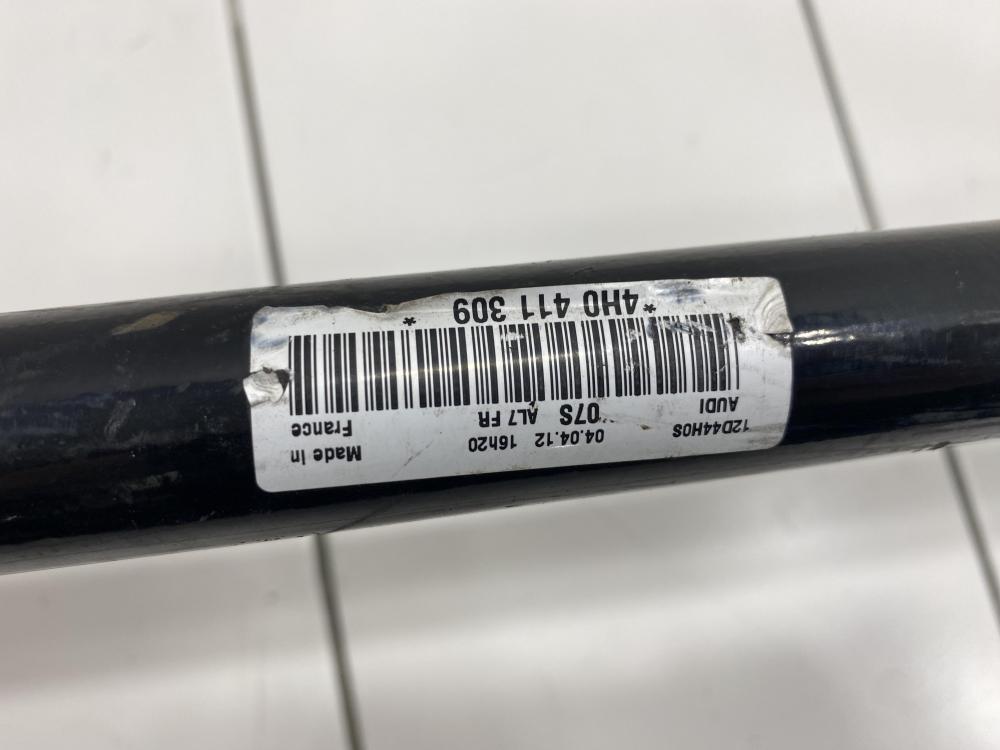 12D44H0S 04.04.12 16h20 Made in
AUDI 07S AL7 FR France
*4H0 411 309 *